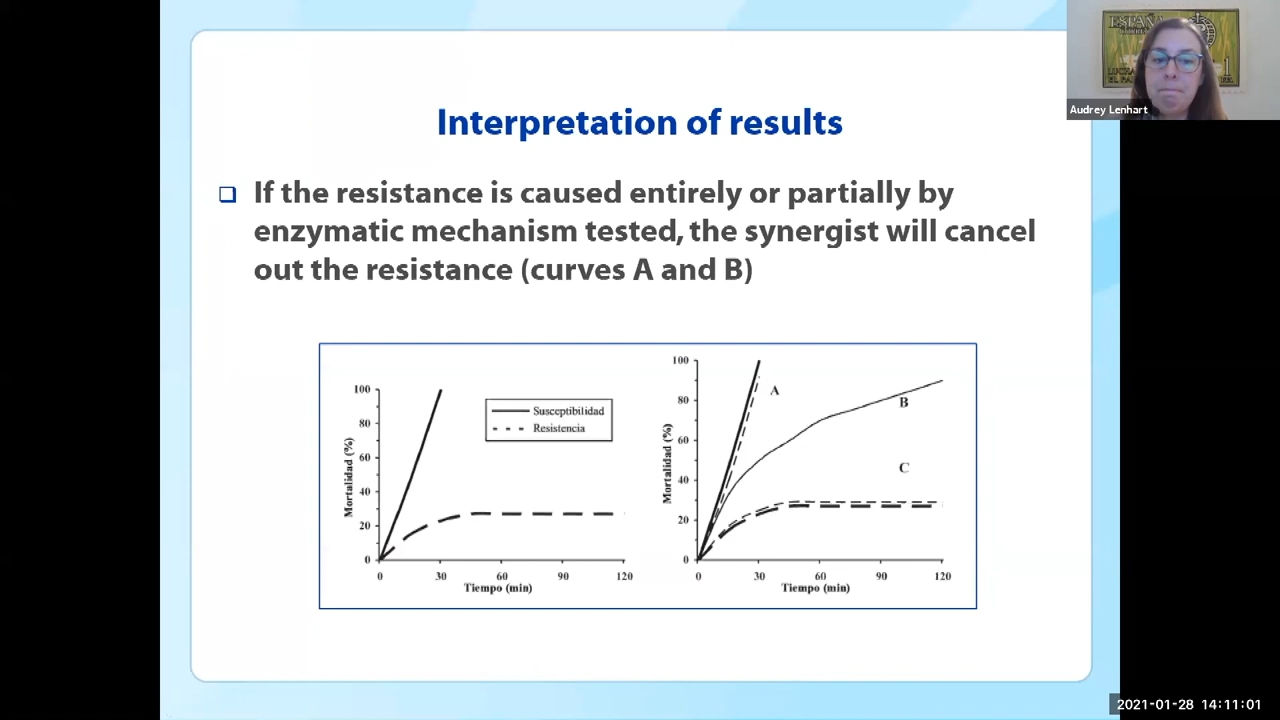 Interpretation of results
If the resistance is caused entirely or partially by
enzymatic mechanism tested, the synergist will cancel
out the resistance (curves A and B)
100
80
60
40
20
0
Mortalidad (%)
Susceptibilidad
Resistencia
0 30 60 90 120
Tiempo (min)
100
80
60
40
20
0
Mortalidad (%)
A
B
C
0 30 60 90 120
Tiempo (min)
ESPAÑA
Audrey Lenhart
2021-01-28 14:11:01